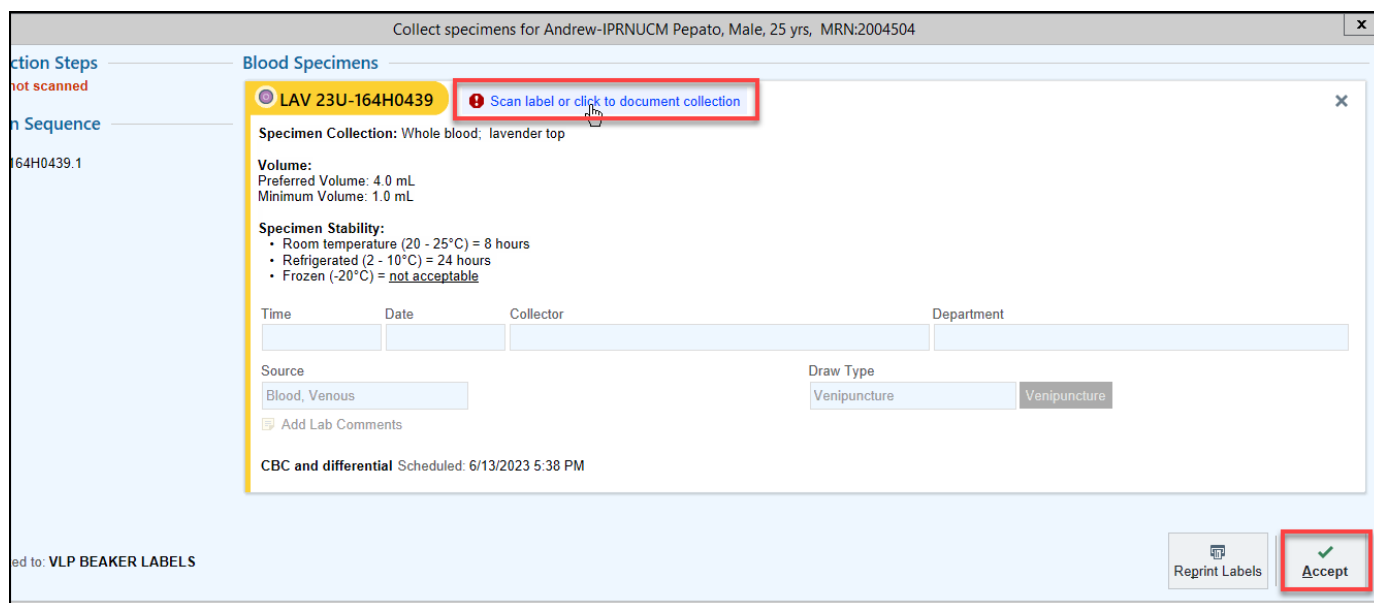 Collect specimens for Andrew-IPRNUCM Pepato, Male, 25 yrs, MRN:2004504
x
ction Steps
not scanned
n Sequence
164H0439.1
Blood Specimens
LAV 23U-164H0439
Scan label or click to document collection
Specimen Collection: Whole blood; lavender top
Volume:
Preferred Volume: 4.0 mL
Minimum Volume: 1.0 mL
Specimen Stability:
• Room temperature (20 - 25°C) = 8 hours
• Refrigerated (2 - 10°C) = 24 hours
• Frozen (-20°C) = not acceptable
Time Date Collector Department
Source Draw Type
Blood, Venous Venipuncture Venipuncture
Add Lab Comments
CBC and differential Scheduled: 6/13/2023 5:38 PM
ed to: VLP BEAKER LABELS
Reprint Labels
Accept